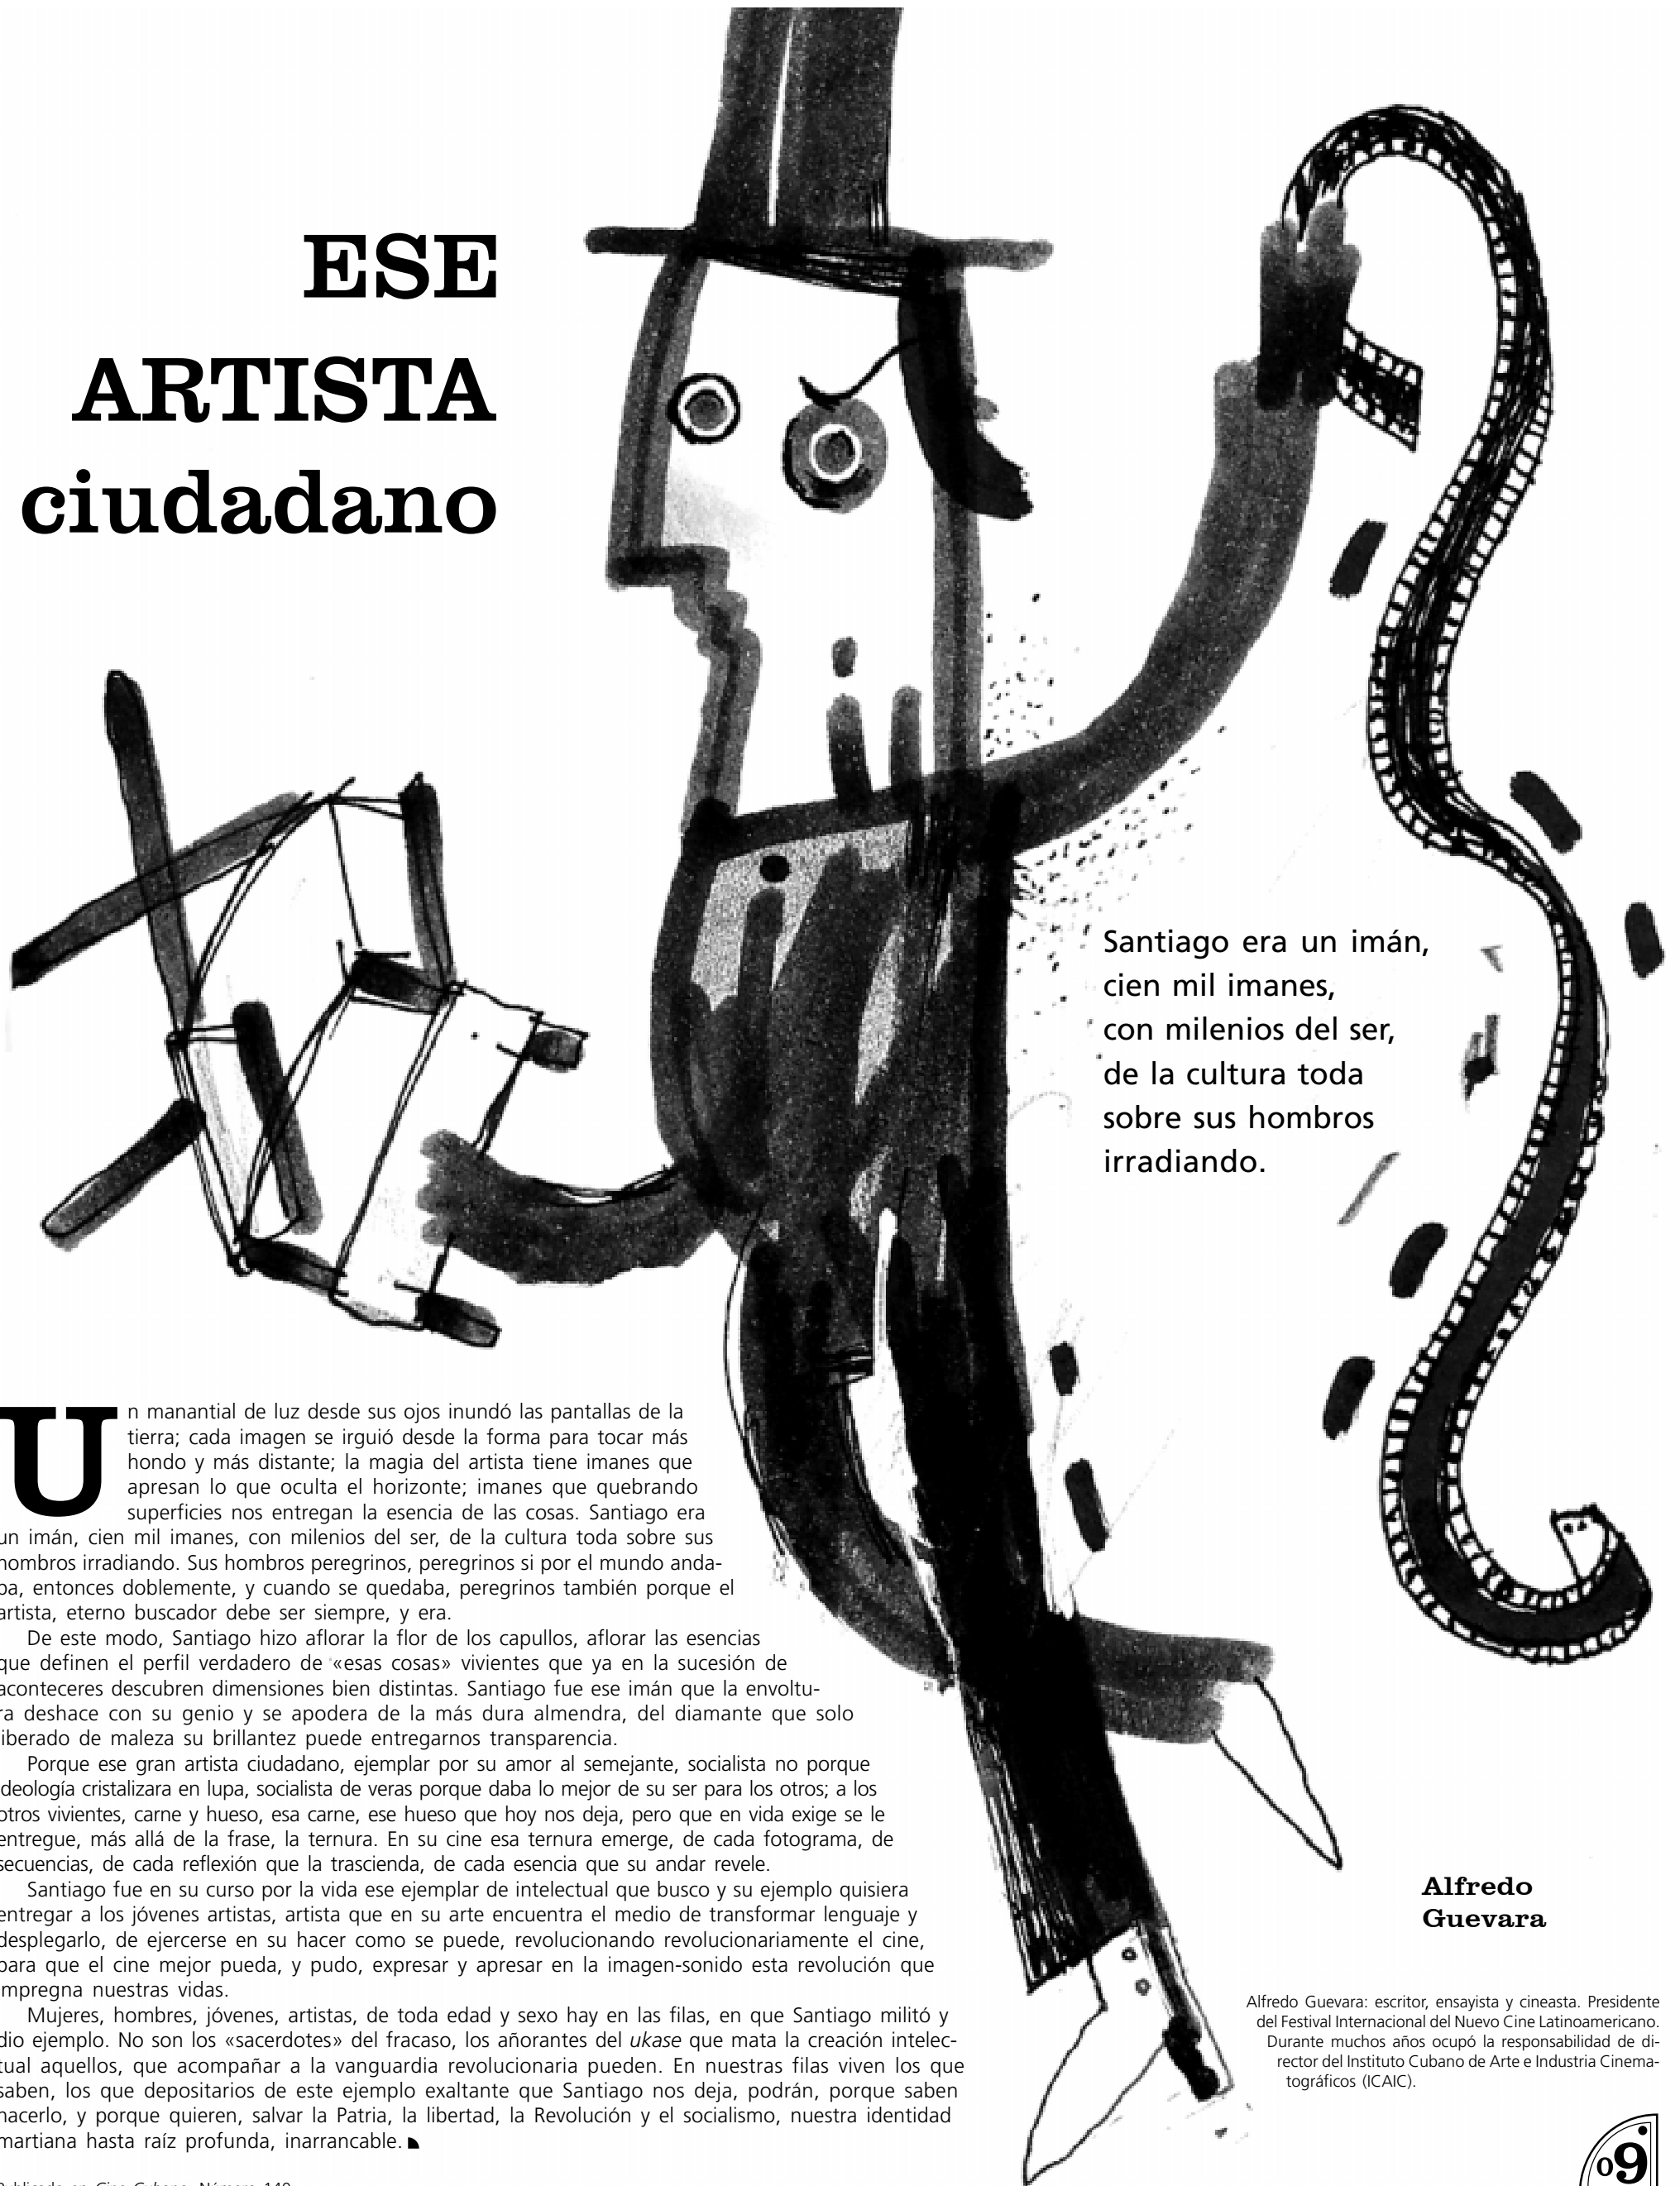 ESE
ARTISTA
ciudadano
Santiago era un imán,
cien mil imanes,
con milenios del ser,
de la cultura toda
sobre sus hombros
irradiando.
Un manantial de luz desde sus ojos inundó las pantallas de la
tierra; cada imagen se irguió desde la forma para tocar más
hondo y más distante; la magia del artista tiene imanes que
apresan lo que oculta el horizonte; imanes que quebrando
superficies nos entregan la esencia de las cosas. Santiago era
un imán, cien mil imanes, con milenios del ser, de la cultura toda sobre sus
hombros irradiando. Sus hombros peregrinos, peregrinos si por el mundo anda-
ba, entonces doblemente, y cuando se quedaba, peregrinos también porque el
artista, eterno buscador debe ser siempre, y era.
De este modo, Santiago hizo aflorar la flor de los capullos, aflorar las esencias
que definen el perfil verdadero de «esas cosas» vivientes que ya en la sucesión de
aconteceres descubren dimensiones bien distintas. Santiago fue ese imán que la envoltu-
ra deshace con su genio y se apodera de la más dura almendra, del diamante que solo
liberado de maleza su brillantez puede entregarnos transparencia.
Porque ese gran artista ciudadano, ejemplar por su amor al semejante, socialista no porque
ideología cristalizara en lupa, socialista de veras porque daba lo mejor de su ser para los otros; a los
otros vivientes, carne y hueso, esa carne, ese hueso que hoy nos deja, pero que en vida exige se le
entregue, más allá de la frase, la ternura. En su cine esa ternura emerge, de cada fotograma, de
secuencias, de cada reflexión que la trascienda, de cada esencia que su andar revele.
Santiago fue en su curso por la vida ese ejemplar de intelectual que busco y su ejemplo quisiera
entregar a los jóvenes artistas, artista que en su arte encuentra el medio de transformar lenguaje y
desplegarlo, de ejercerse en su hacer como se puede, revolucionando revolucionariamente el cine,
para que el cine mejor pueda, y pudo, expresar y apresar en la imagen-sonido esta revolución que
impregna nuestras vidas.
Mujeres, hombres, jóvenes, artistas, de toda edad y sexo hay en las filas, en que Santiago militó y
dio ejemplo. No son los «sacerdotes» del fracaso, los añorantes del ukase que mata la creación intelec-
tual aquellos, que acompañar a la vanguardia revolucionaria pueden. En nuestras filas viven los que
saben, los que depositarios de este ejemplo exaltante que Santiago nos deja, podrán, porque saben
hacerlo, y porque quieren, salvar la Patria, la libertad, la Revolución y el socialismo, nuestra identidad
martiana hasta raíz profunda, inarrancable.
Alfredo
Guevara
Alfredo Guevara: escritor, ensayista y cineasta. Presidente
del Festival Internacional del Nuevo Cine Latinoamericano.
Durante muchos años ocupó la responsabilidad de di-
rector del Instituto Cubano de Arte e Industria Cinema-
tográficos (ICAIC).
09